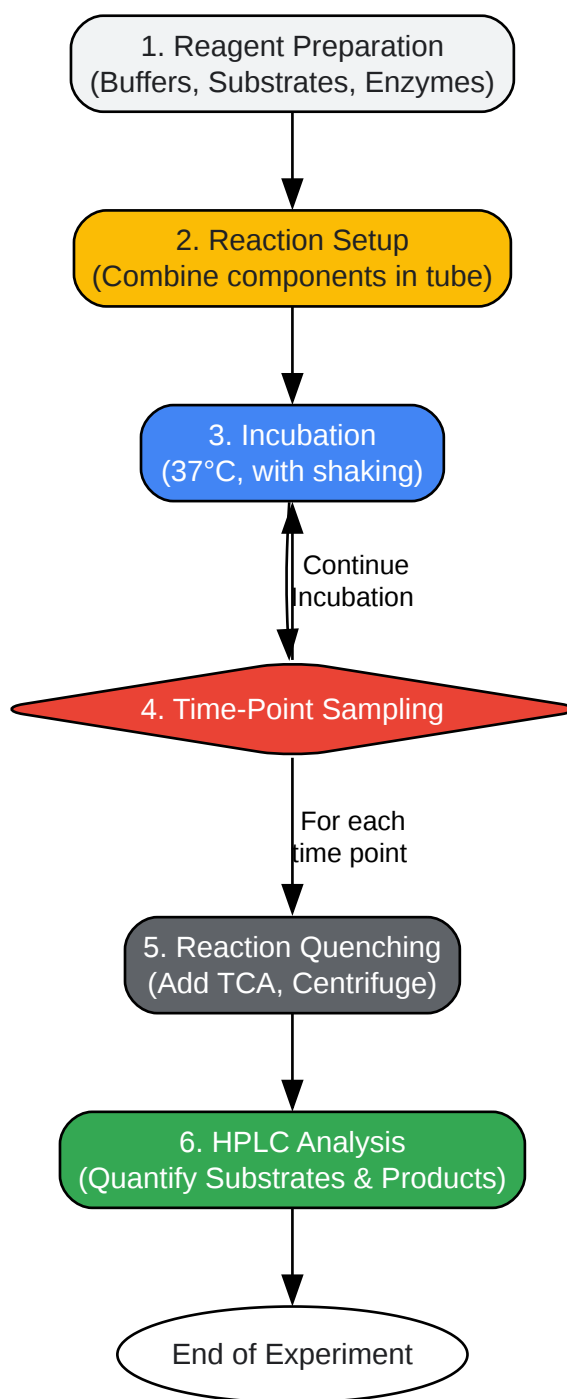 1. Reagent Preparation
(Buffers, Substrates, Enzymes)
2. Reaction Setup
(Combine components in tube)
3. Incubation
(37°C, with shaking)
Continue
Incubation
4. Time-Point Sampling
For each
time point
5. Reaction Quenching
(Add TCA, Centrifuge)
6. HPLC Analysis
(Quantify Substrates & Products)
End of Experiment